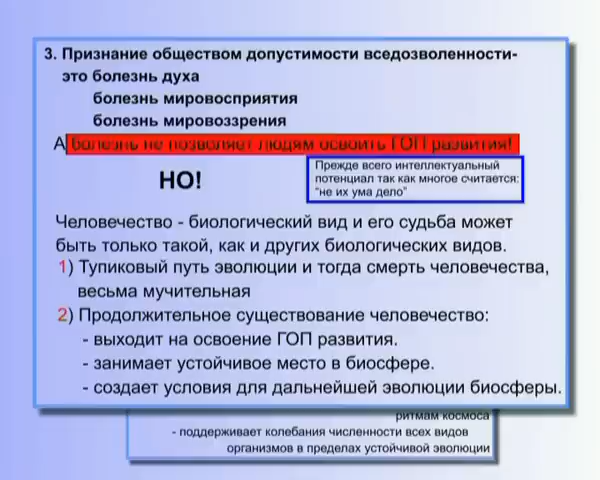 3. Признание обществом допустимости вседозволенности-
это болезнь духа
болезнь мировосприятия
болезнь мировоззрения
А болезнь не позволяет людям освоить ГОП развития!
НО!
Прежде всего интеллектуальный
потенциал так как многое считается:
"не их ума дело"
Человечество - биологический вид и его судьба может
быть только такой, как и других биологических видов.
1) Тупиковый путь эволюции и тогда смерть человечества,
весьма мучительная
2) Продолжительное существование человечество:
- выходит на освоение ГОП развития.
- занимает устойчивое место в биосфере.
- создает условия для дальнейшей эволюции биосферы.
ритмам космоса
- поддерживает колебания численности всех видов
организмов в пределах устойчивой эволюции